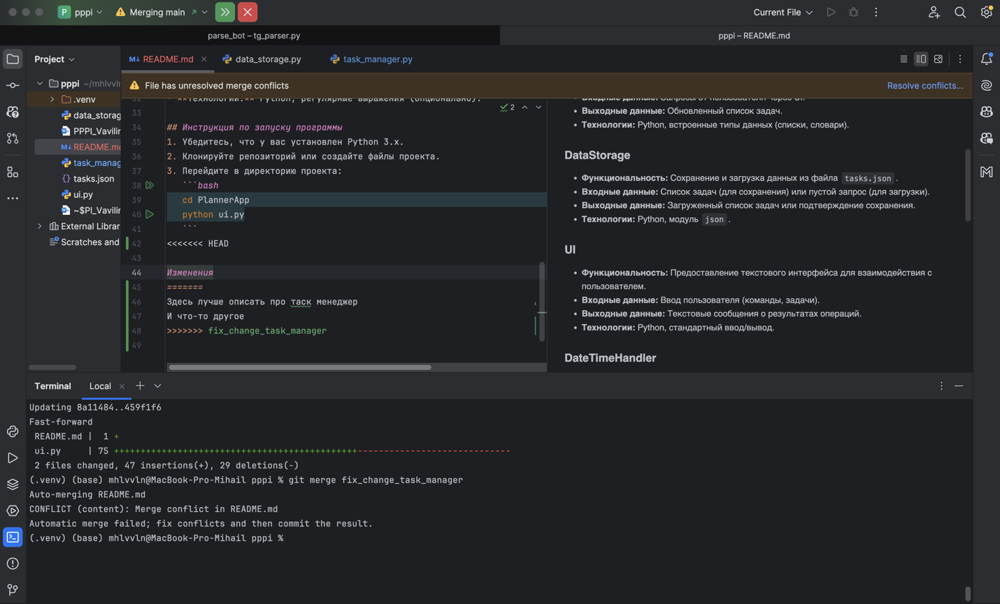 P pppi
Merging main
Current File
parse_bot – tg_parser.py
pppi – README.md
Project
M↓ README.md
data_storage.py
task_manager.py
File has unresolved merge conflicts
Resolve conflicts...
pppi
.venv
data_storag
PPPI_Vavilir
M↓ README.m
task_manag
{} tasks.json
ui.py
~$PI_Vavilir
External Librar
Scratches and
2
32 - **Технологии:** Python, регулярные выражения (опционально).
33
34 ## Инструкция по запуску программы
35 1. Убедитесь, что у вас установлен Python 3.x.
36 2. Клонируйте репозиторий или создайте файлы проекта.
37 3. Перейдите в директорию проекта:
38 ```bash
39 cd PlannerApp
40 python ui.py
41 ```
42 <<<<<<< HEAD
43
44 Изменения
45 =======
46 Здесь лучше описать про таск менеджер
47 И что-то другое
48 >>>>>>> fix_change_task_manager
49
• Входные данные: Запросы от пользователя через UI.
• Выходные данные: Обновленный список задач.
• Технологии: Python, встроенные типы данных (списки, словари).
DataStorage
• Функциональность: Сохранение и загрузка данных из файла tasks.json .
• Входные данные: Список задач (для сохранения) или пустой запрос (для загрузки).
• Выходные данные: Загруженный список задач или подтверждение сохранения.
• Технологии: Python, модуль json .
UI
• Функциональность: Предоставление текстового интерфейса для взаимодействия с
пользователем.
• Входные данные: Ввод пользователя (команды, задачи).
• Выходные данные: Текстовые сообщения о результатах операций.
• Технологии: Python, стандартный ввод/вывод.
DateTimeHandler
Terminal
Local
Updating 8a11484..459f1f6
Fast-forward
README.md | 1 +
ui.py | 75 ++++++++++++++++++++++++++++++++++++++++++++++-----------------------------
2 files changed, 47 insertions(+), 29 deletions(-)
(.venv) (base) mhlvvln@MacBook-Pro-Mihail pppi % git merge fix_change_task_manager
Auto-merging README.md
CONFLICT (content): Merge conflict in README.md
Automatic merge failed; fix conflicts and then commit the result.
(.venv) (base) mhlvvln@MacBook-Pro-Mihail pppi %